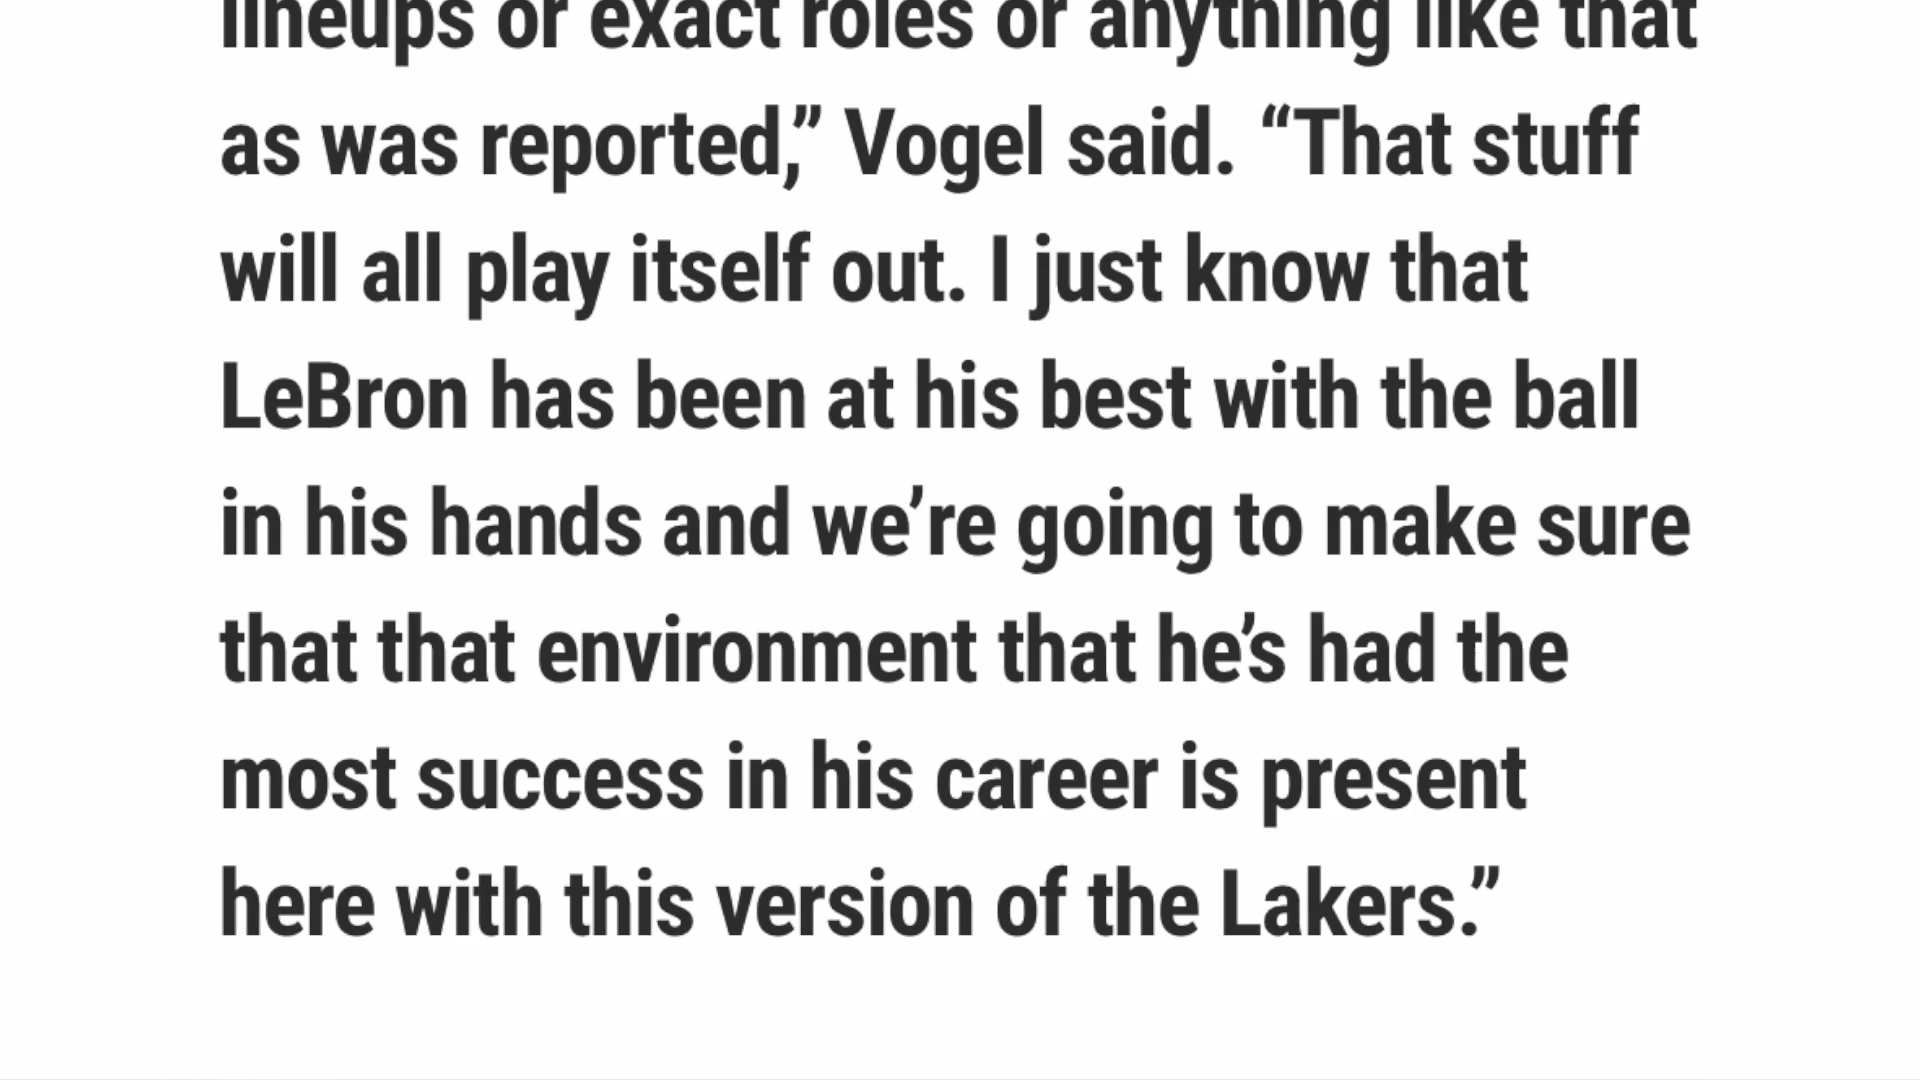 lineups or exact roles or anything like that
as was reported,” Vogel said. “That stuff
will all play itself out. I just know that
LeBron has been at his best with the ball
in his hands and we’re going to make sure
that that environment that he’s had the
most success in his career is present
here with this version of the Lakers.”